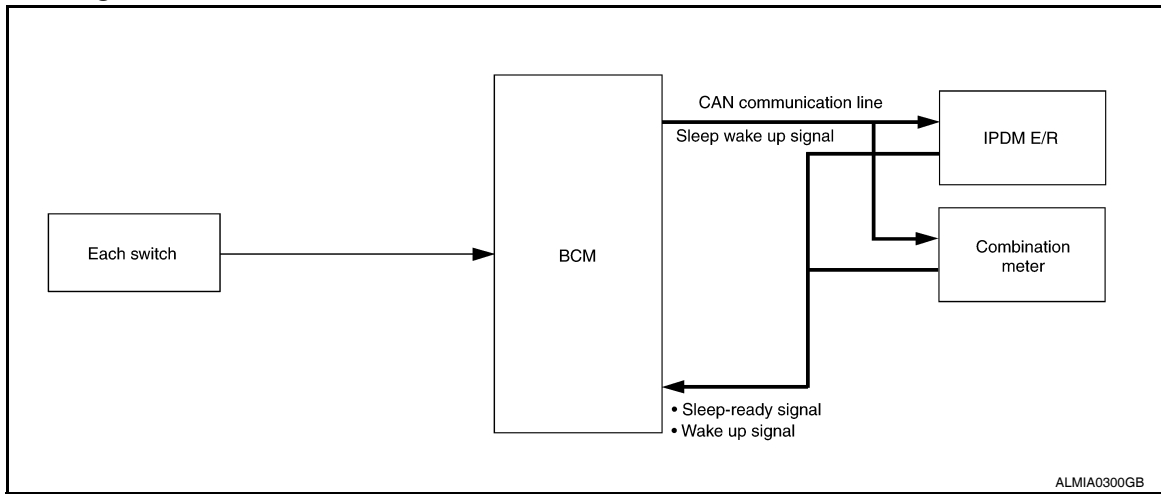 CAN communication line
Sleep wake up signal
IPDM E/R
Each switch
BCM
Combination
meter
• Sleep-ready signal
• Wake up signal
ALMIA0300GB